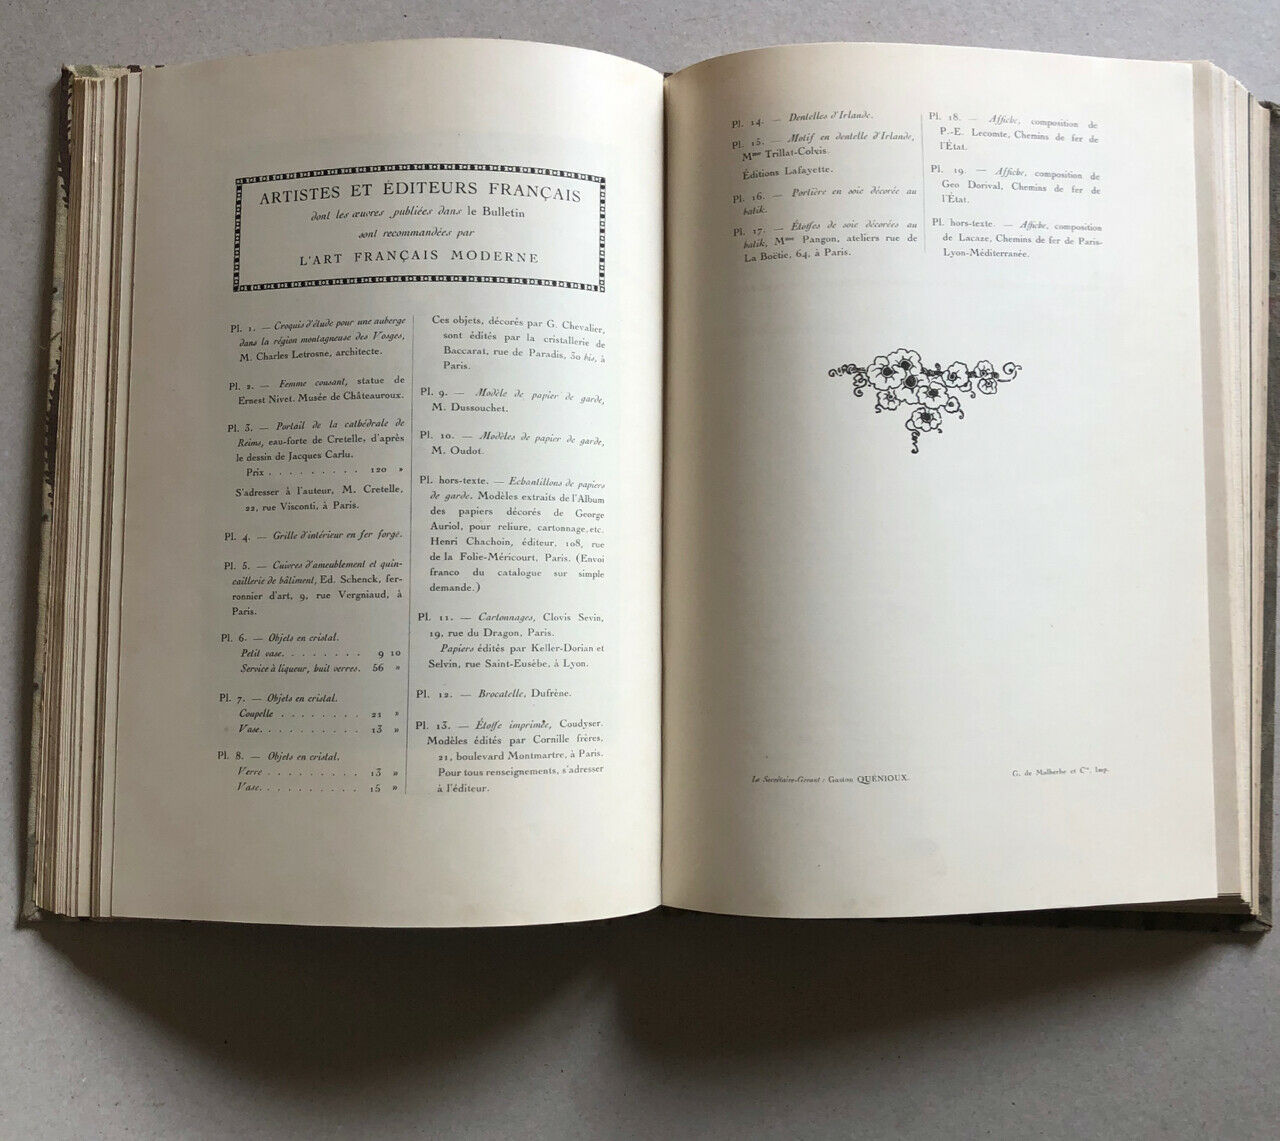 ARTISTES ET ÉDITEURS FRANÇAIS
dont les œuvres publiées dans le Bulletin
sont recommandées par
L'ART FRANÇAIS MODERNE
Pl. 1. — Croquis d'étude pour une auberge
dans la région montagneuse des Vosges,
M. Charles Letrosne, architecte.
Pl. 2. — Femme cousant, statue de
Ernest Nivet. Musée de Châteauroux.
Pl. 3. — Portail de la cathédrale de
Reims, eau-forte de Cretelle, d'après
le dessin de Jacques Carlu.
Prix . . . . . . . . . 120 »
S'adresser à l'auteur, M. Cretelle,
22, rue Visconti, à Paris.
Pl. 4. — Grille d'intérieur en fer forgé.
Pl. 5. — Cuivres d'ameublement et quin-
caillerie de bâtiment, Ed. Schenck, fer-
ronnier d'art, 9, rue Vergniaud, à
Paris.
Pl. 6. — Objets en cristal.
Petit vase. . . . . . . . 9 10
Service à liqueur, huit verres. 56 »
Pl. 7. — Objets en cristal.
Coupelle . . . . . . . . 21 »
Vase. . . . . . . . . . 13 »
Pl. 8. — Objets en cristal.
Verre . . . . . . . . . 13 »
Vase. . . . . . . . . . 15 »
Ces objets, décorés par G. Chevalier,
sont édités par la cristallerie de
Baccarat, rue de Paradis, 30 bis, à
Paris.
Pl. 9. — Modèle de papier de garde,
M. Dussouchet.
Pl. 10. — Modèles de papier de garde,
M. Oudot.
Pl. hors-texte. — Echantillons de papiers
de garde. Modèles extraits de l'Album
des papiers décorés de George
Auriol, pour reliure, cartonnage, etc.
Henri Chachoin, éditeur, 108, rue
de la Folie-Méricourt, Paris. (Envoi
franco du catalogue sur simple
demande.)
Pl. 11. — Cartonnages, Clovis Sevin,
19, rue du Dragon, Paris.
Papiers édités par Keller-Dorian et
Selvin, rue Saint-Eusèbe, à Lyon.
Pl. 12. — Brocatelle, Dufrène.
Pl. 13. — Étoffe imprimée, Coudyser.
Modèles édités par Cornille frères,
21, boulevard Montmartre, à Paris.
Pour tous renseignements, s'adresser
à l'éditeur.
Pl. 14. — Dentelles d'Irlande.
Pl. 15. — Motif en dentelle d'Irlande,
Mme Trillat-Colvis.
Éditions Lafayette.
Pl. 16. — Portière en soie décorée au
batik.
Pl. 17. — Étoffes de soie décorées au
batik, Mme Pangon, ateliers rue de
La Boëtie, 64, à Paris.
Pl. 18. — Affiche, composition de
P.-E. Lecomte, Chemins de fer de
l'État.
Pl. 19. — Affiche, composition de
Geo Dorival, Chemins de fer de
l'État.
Pl. hors-texte. — Affiche, composition
de Lacaze, Chemins de fer de Paris-
Lyon-Méditerranée.
Le Secrétaire-Gérant : Gaston QUÉNIOUX.
G. de Malherbe et Cie, Imp.